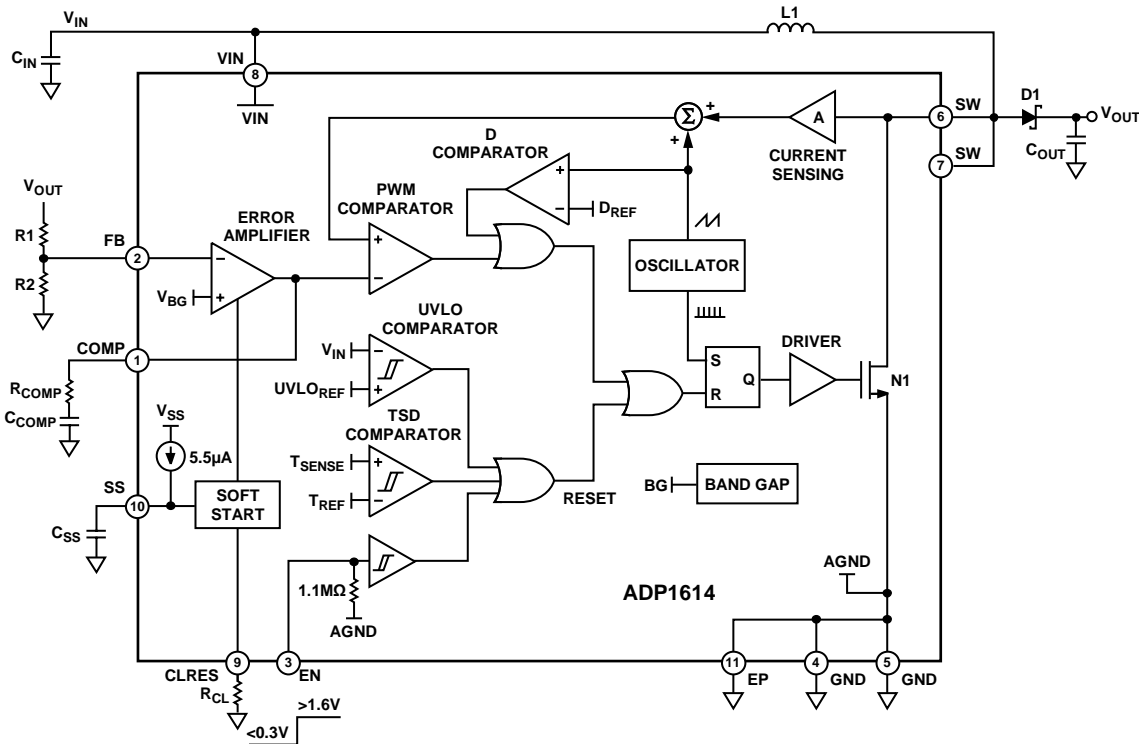 L1
VIN
CIN
VIN
8
VIN
+
Σ
+
A
CURRENT
SENSING
6
SW
7
SW
D1
VOUT
COUT
D
COMPARATOR
+
−
DREF
PWM
COMPARATOR
+
−
VOUT
R1
R2
FB
2
ERROR
AMPLIFIER
−
+
VBG
OSCILLATOR
UVLO
COMPARATOR
VIN
−
UVLOREF
+
COMP
1
RCOMP
CCOMP
S
R
Q
DRIVER
N1
TSD
COMPARATOR
TSENSE
+
TREF
−
VSS
5.5µA
SS
10
CSS
SOFT
START
RESET
BG
BAND GAP
1.1MΩ
AGND
AGND
ADP1614
CLRES
9
3
EN
RCL
>1.6V
<0.3V
11
EP
4
GND
5
GND